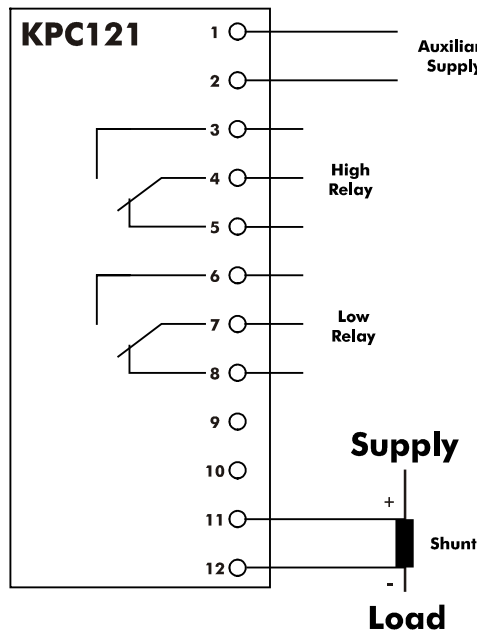 KPC121
1
Auxiliar
Supply
2
3
4
High
Relay
5
6
7
Low
Relay
8
9
10
Supply
+
11
Shunt
12
-
Load